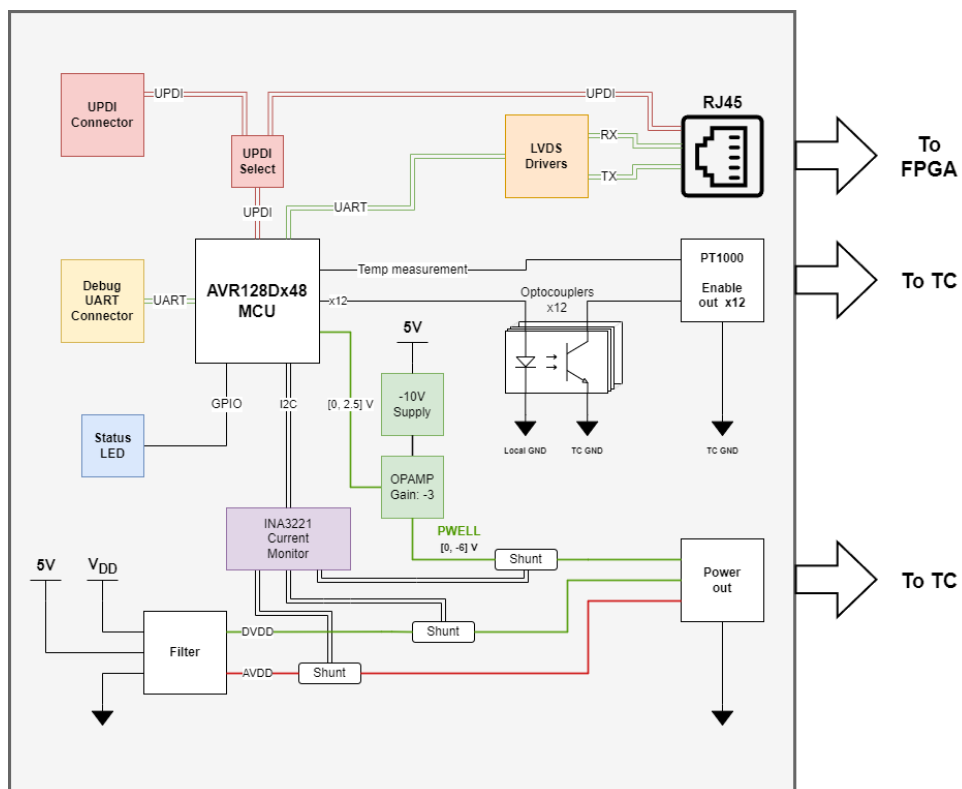 UPDI
Connector
UPDI
UPDI
Select
UPDI
UPDI
RJ45
LVDS
Drivers
RX
TX
To
FPGA
UART
Debug
UART
Connector
UART
AVR128Dx48
MCU
Temp measurement
x12
Optocouplers
x12
PT1000
Enable
out x12
To TC
Local GND
TC GND
TC GND
5V
-10V
Supply
OPAMP
Gain: -3
[0, 2.5] V
GPIO
I2C
Status
LED
INA3221
Current
Monitor
PWELL
[0, -6] V
Shunt
Power
out
To TC
5V
VDD
Filter
DVDD
Shunt
AVDD
Shunt